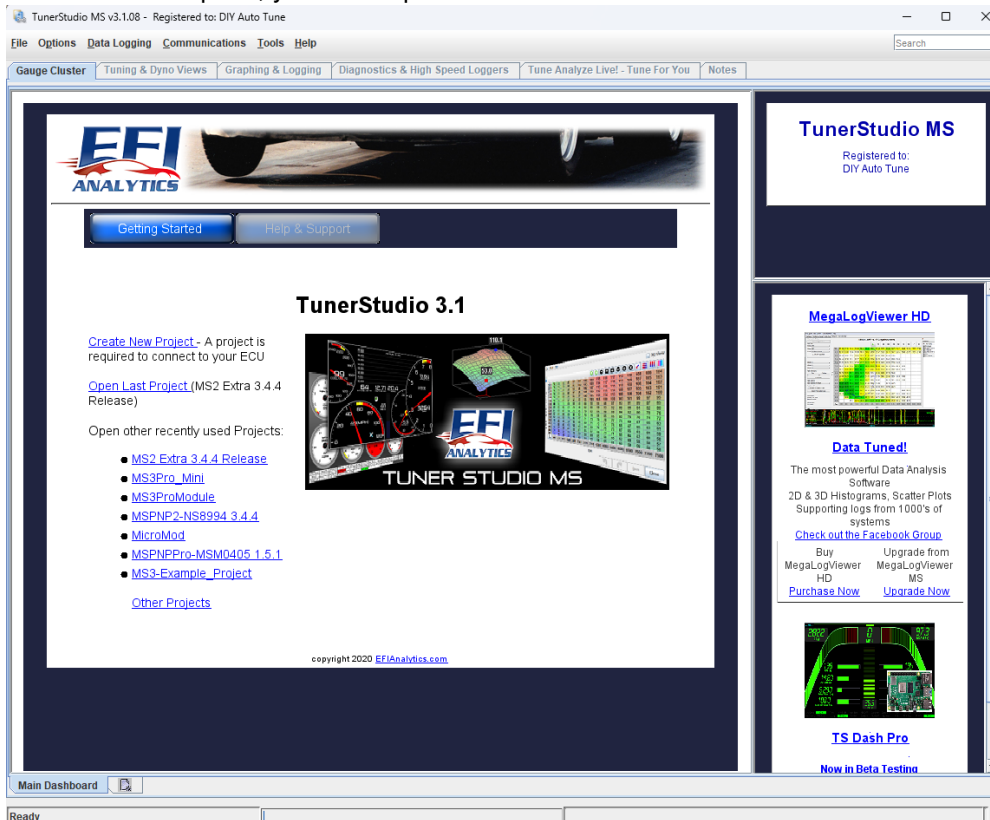 TunerStudio MS v3.1.08 - Registered to: DIY Auto Tune
File Options Data Logging Communications Tools Help
Search
Gauge Cluster Tuning & Dyno Views Graphing & Logging Diagnostics & High Speed Loggers Tune Analyze Live! - Tune For You Notes
EFI
ANALYTICS
Getting Started Help & Support
TunerStudio 3.1
Create New Project - A project is
required to connect to your ECU
Open Last Project (MS2 Extra 3.4.4
Release)
Open other recently used Projects:
MS2 Extra 3.4.4 Release
MS3Pro_Mini
MS3ProModule
MSPNP2-NS8994 3.4.4
MicroMod
MSPNPPro-MSM0405 1.5.1
MS3-Example_Project
Other Projects
EFI
ANALYTICS
TUNER STUDIO MS
copyright 2020 EFIAnalytics.com
TunerStudio MS
Registered to:
DIY Auto Tune
MegaLogViewer HD
Data Tuned!
The most powerful Data Analysis
Software
2D & 3D Histograms, Scatter Plots
Supporting logs from 1000's of
systems
Check out the Facebook Group
Buy
MegaLogViewer
HD
Purchase Now
Upgrade from
MegaLogViewer
MS
Upgrade Now
TS Dash Pro
Now in Beta Testing
Main Dashboard
Ready